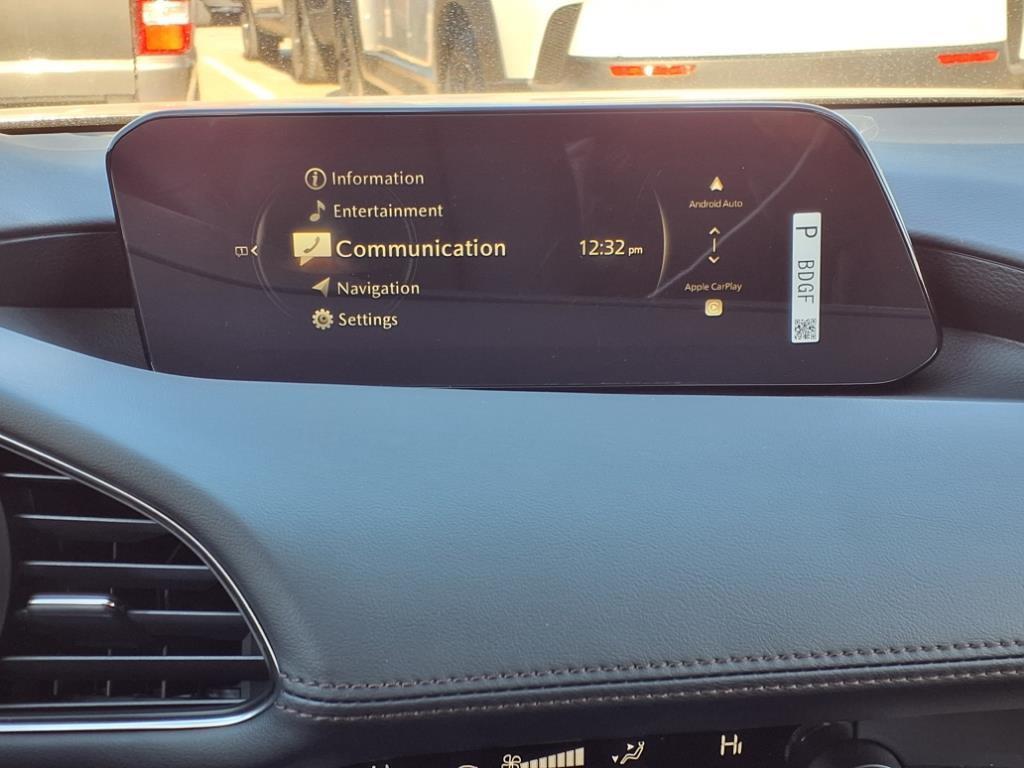 Information
Entertainment
Communication
Navigation
Settings
12:32 pm
Android Auto
Apple CarPlay
P BDGF
HI